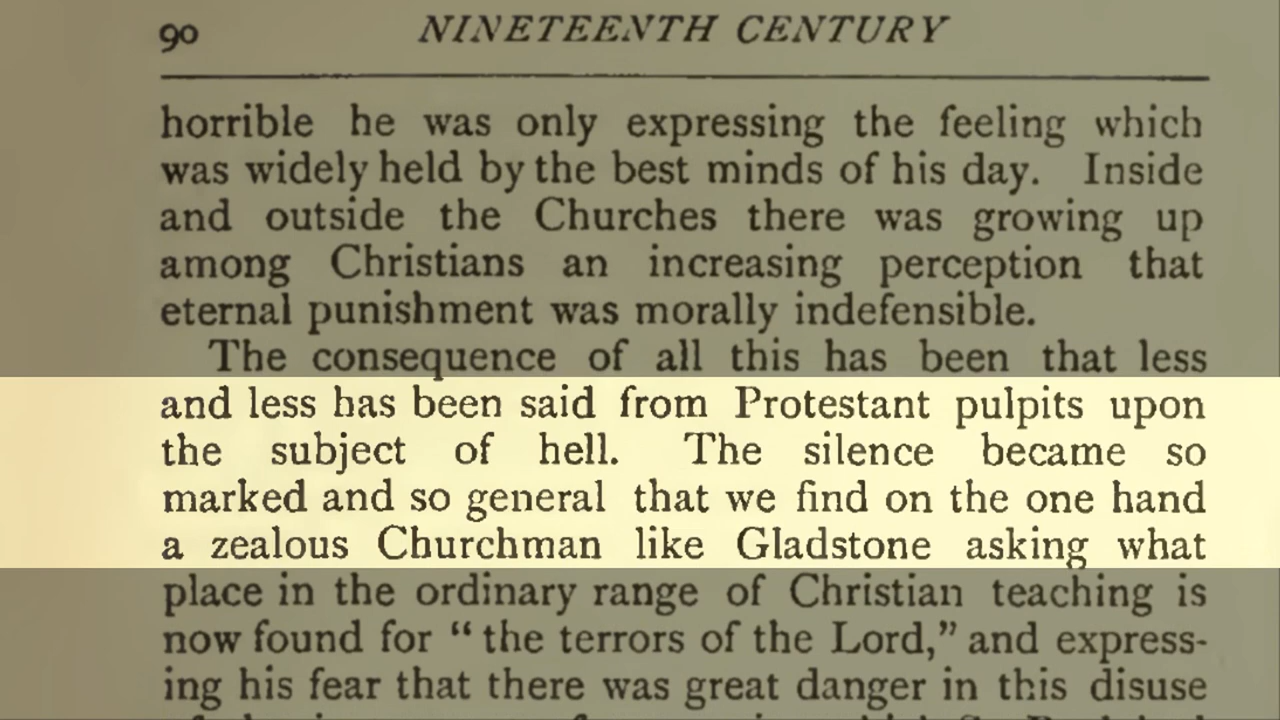 90 NINETEENTH CENTURY
horrible he was only expressing the feeling which
was widely held by the best minds of his day. Inside
and outside the Churches there was growing up
among Christians an increasing perception that
eternal punishment was morally indefensible.
The consequence of all this has been that less
and less has been said from Protestant pulpits upon
the subject of hell. The silence became so
marked and so general that we find on the one hand
a zealous Churchman like Gladstone asking what
place in the ordinary range of Christian teaching is
now found for “ the terrors of the Lord,” and express-
ing his fear that there was great danger in this disuse